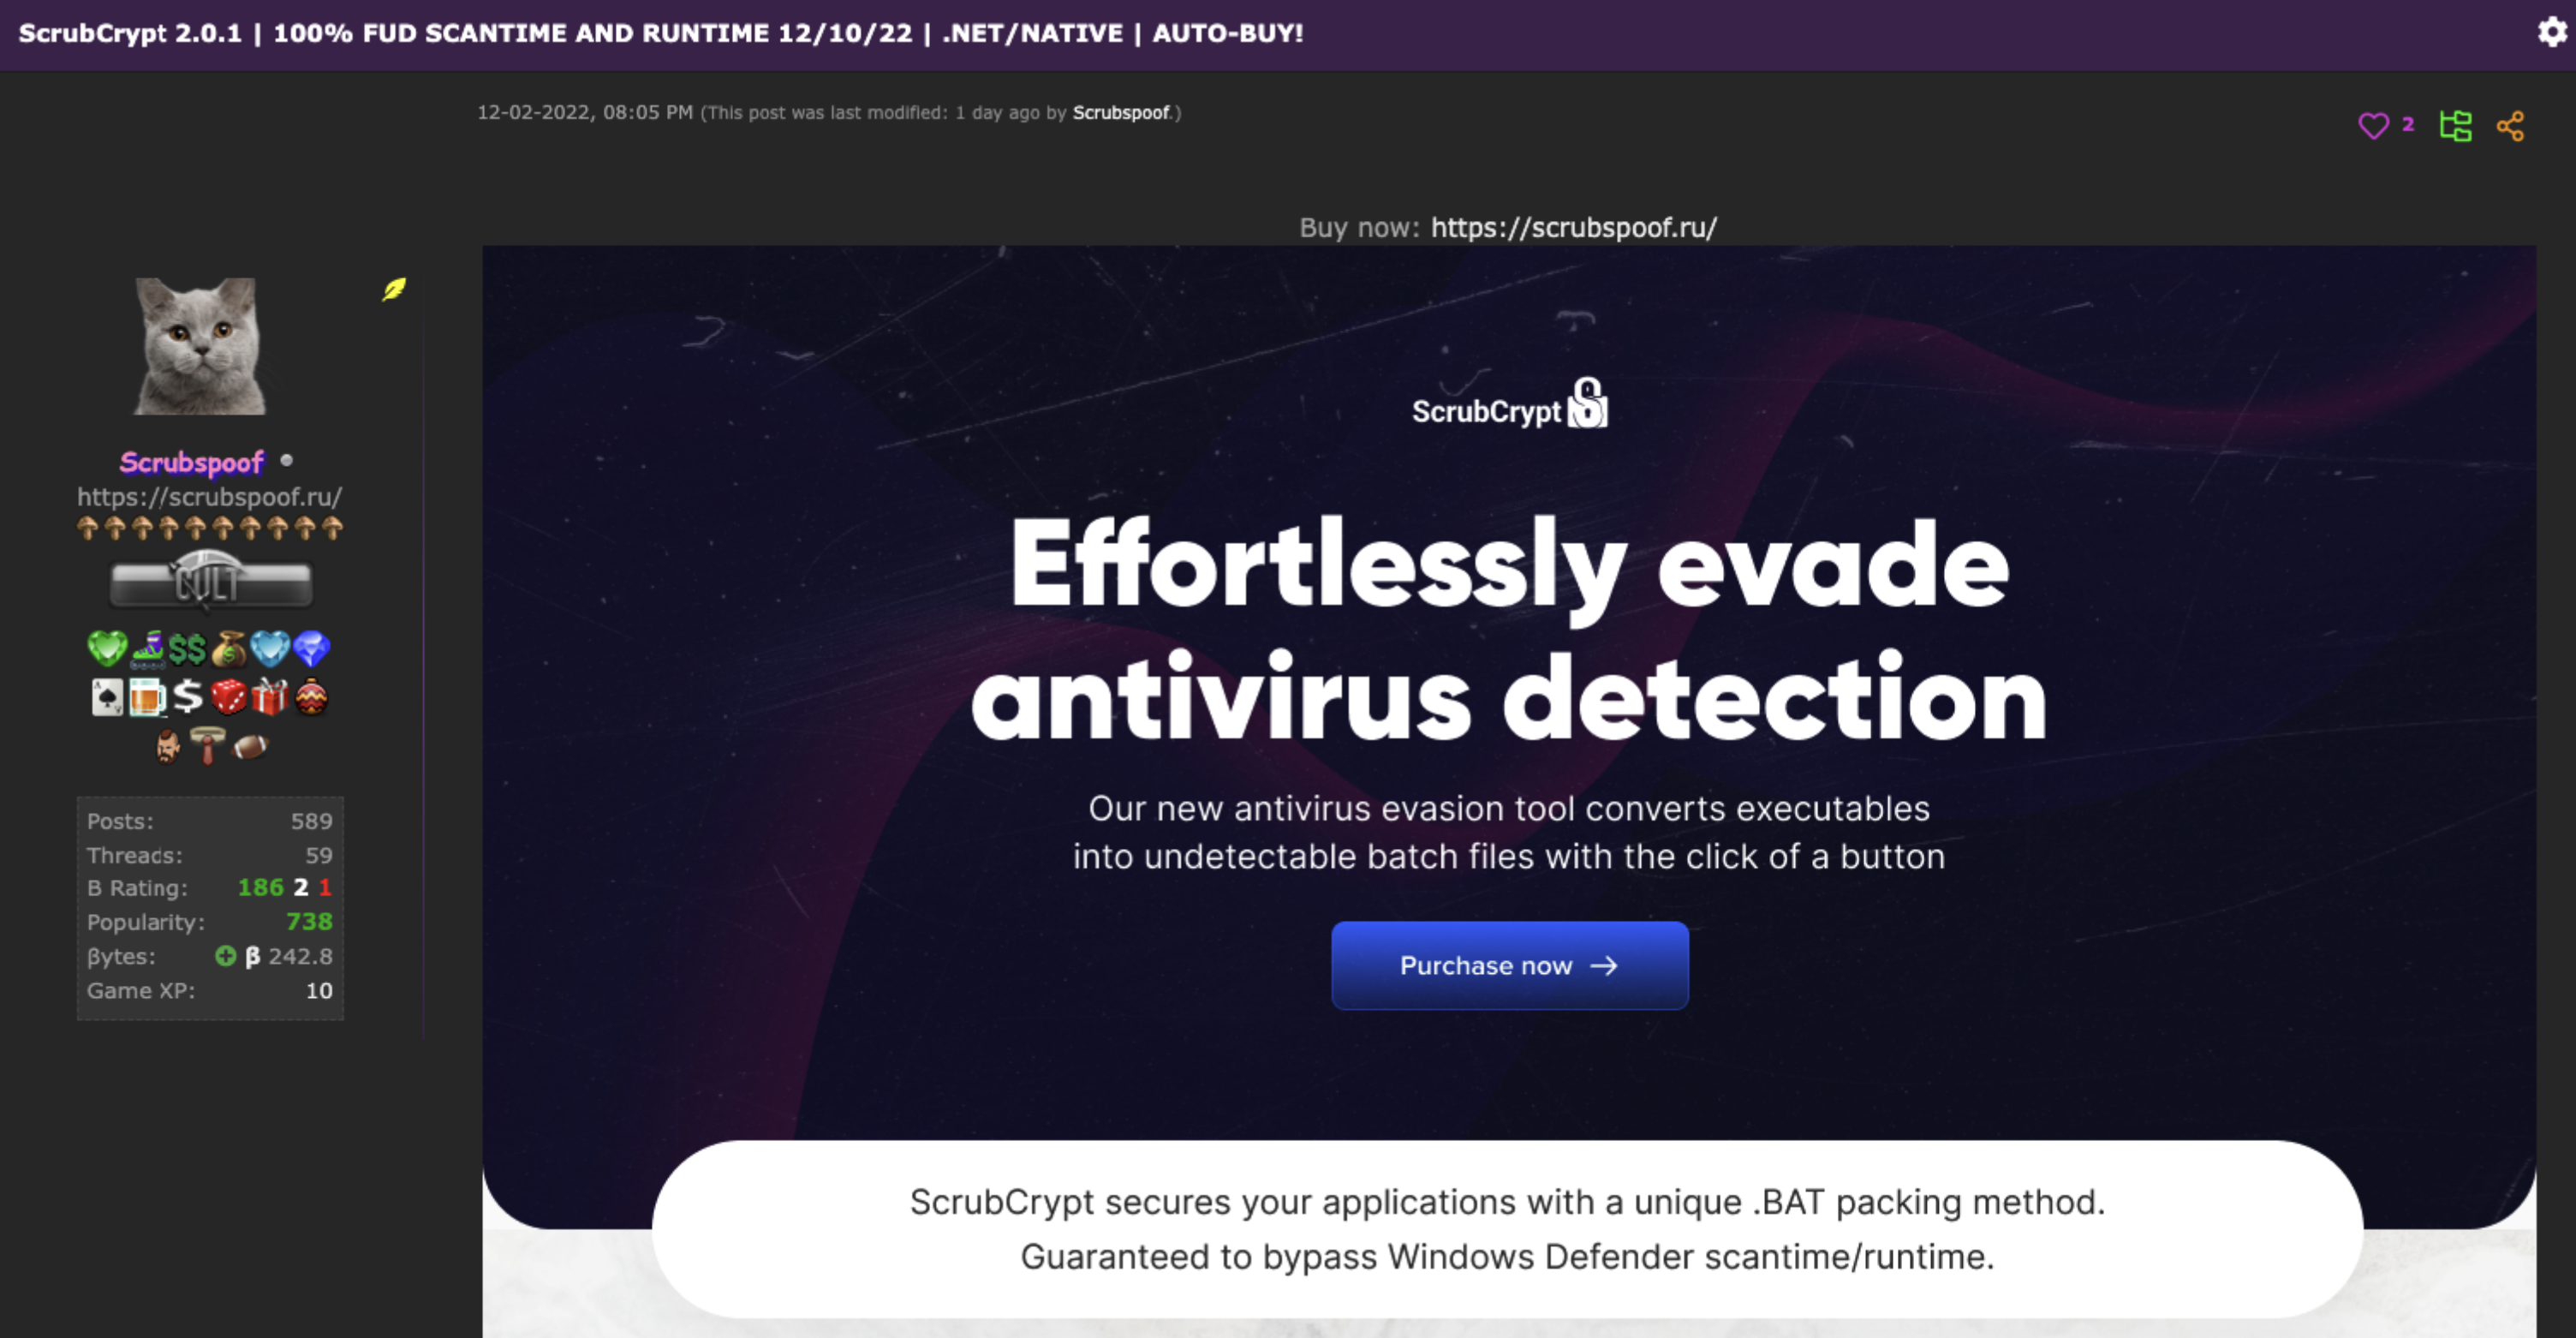 ScrubCrypt 2.0.1 | 100% FUD SCANTIME AND RUNTIME 12/10/22 | .NET/NATIVE | AUTO-BUY!
12-02-2022, 08:05 PM (This post was last modified: 1 day ago by Scrubspoof.)
2
Buy now: https://scrubspoof.ru/
Scrubspoof
https://scrubspoof.ru/
CULT
$$
$
Posts: 589
Threads: 59
B Rating: 186 2 1
Popularity: 738
βytes: β 242.8
Game XP: 10
ScrubCrypt
Effortlessly evade
antivirus detection
Our new antivirus evasion tool converts executables
into undetectable batch files with the click of a button
Purchase now →
ScrubCrypt secures your applications with a unique .BAT packing method.
Guaranteed to bypass Windows Defender scantime/runtime.